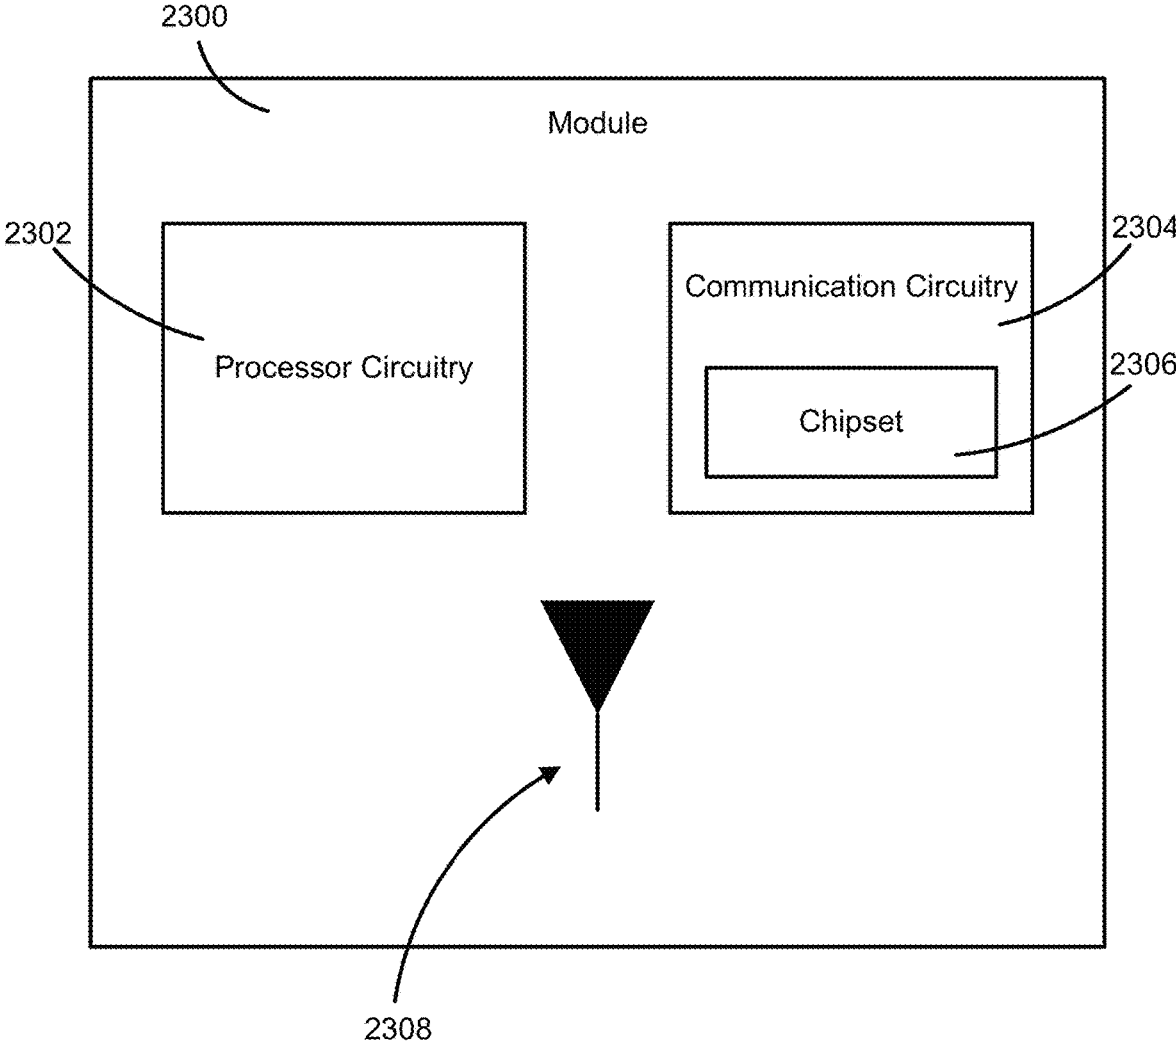 2300
Module
2302
2304
Communication Circuitry
Processor Circuitry
2306
Chipset
2308